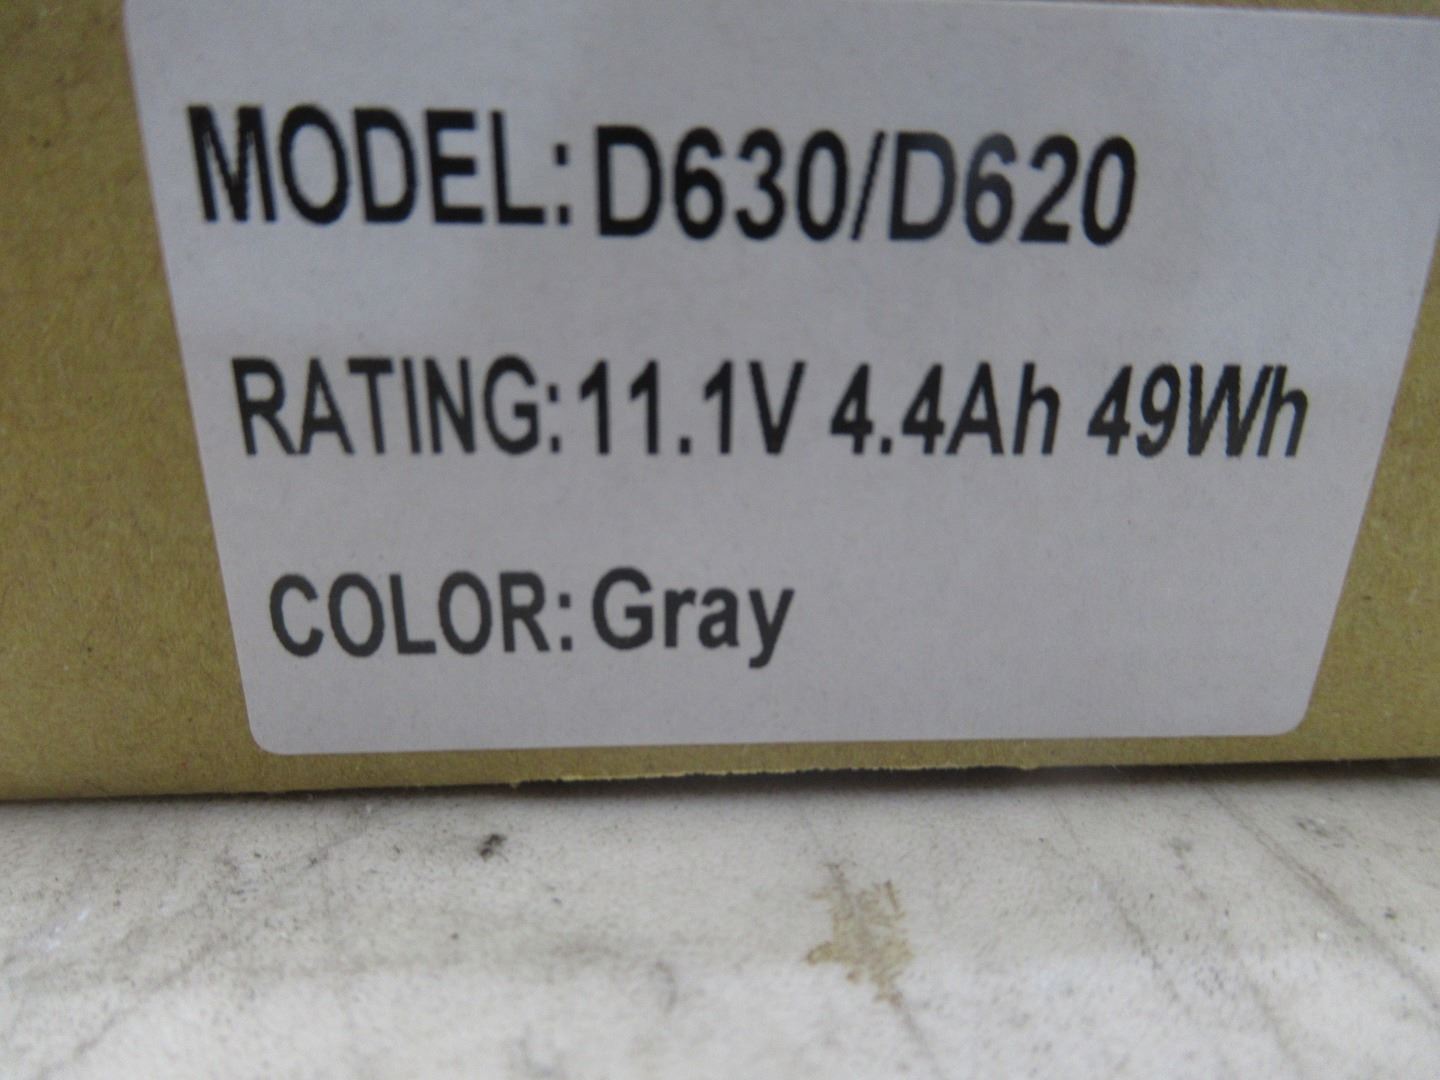 MODEL: D630/D620
RATING: 11.1V 4.4Ah 49Wh
COLOR: Gray